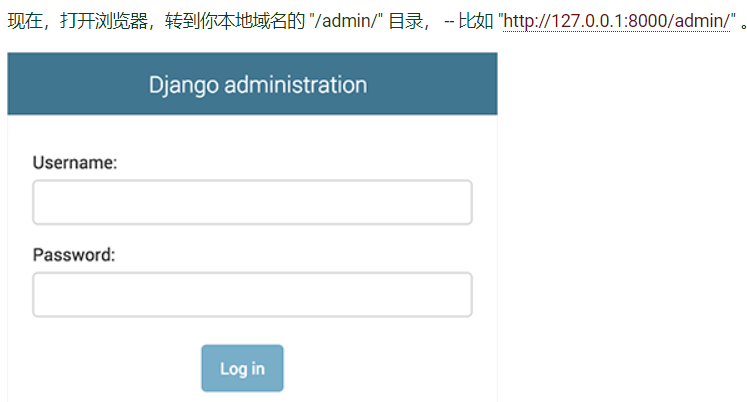 现在，打开浏览器，转到你本地域名的 "/admin/" 目录， -- 比如 "http://127.0.0.1:8000/admin/" 。
Django administration
Username:
Password:
Log in